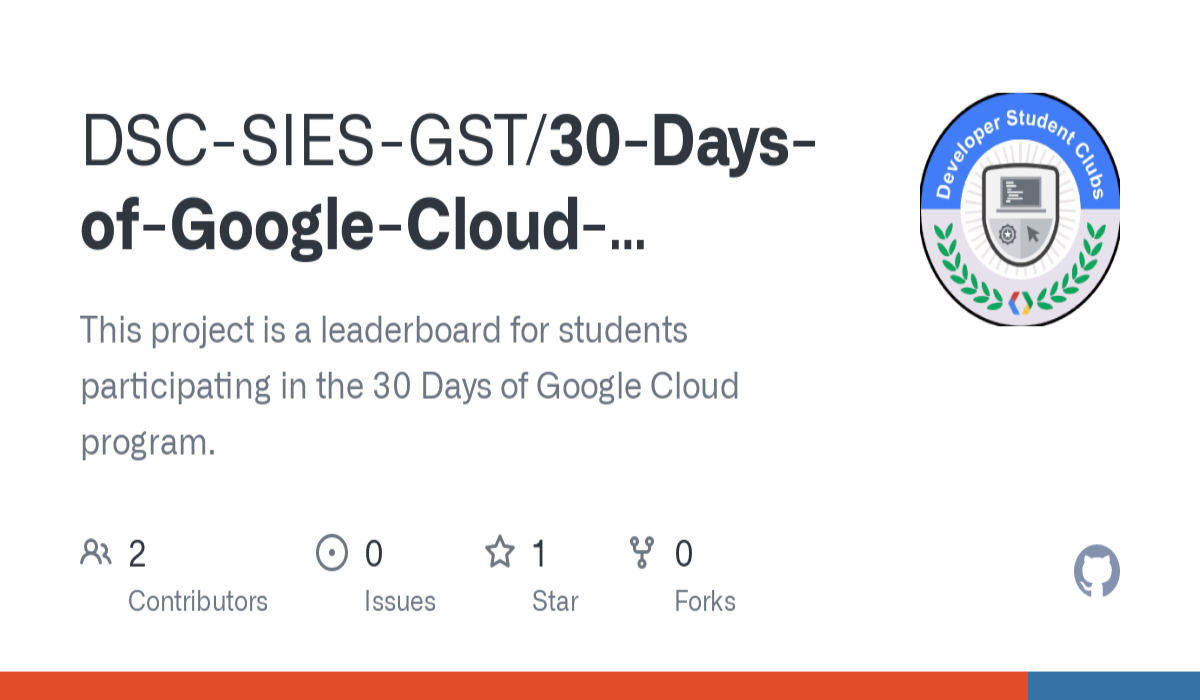 DSC-SIES-GST/30-Days-
of-Google-Cloud-...
Developer Student Clubs
This project is a leaderboard for students
participating in the 30 Days of Google Cloud
program.
2
Contributors
0
Issues
1
Star
0
Forks